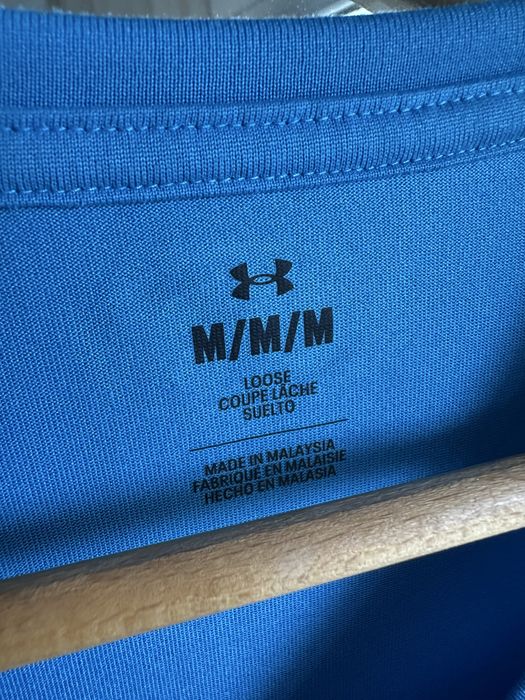 M/M/M
LOOSE
COUPE LÂCHE
SUELTO
MADE IN MALAYSIA
FABRIQUÉ EN MALAISIE
HECHO EN MALASIA